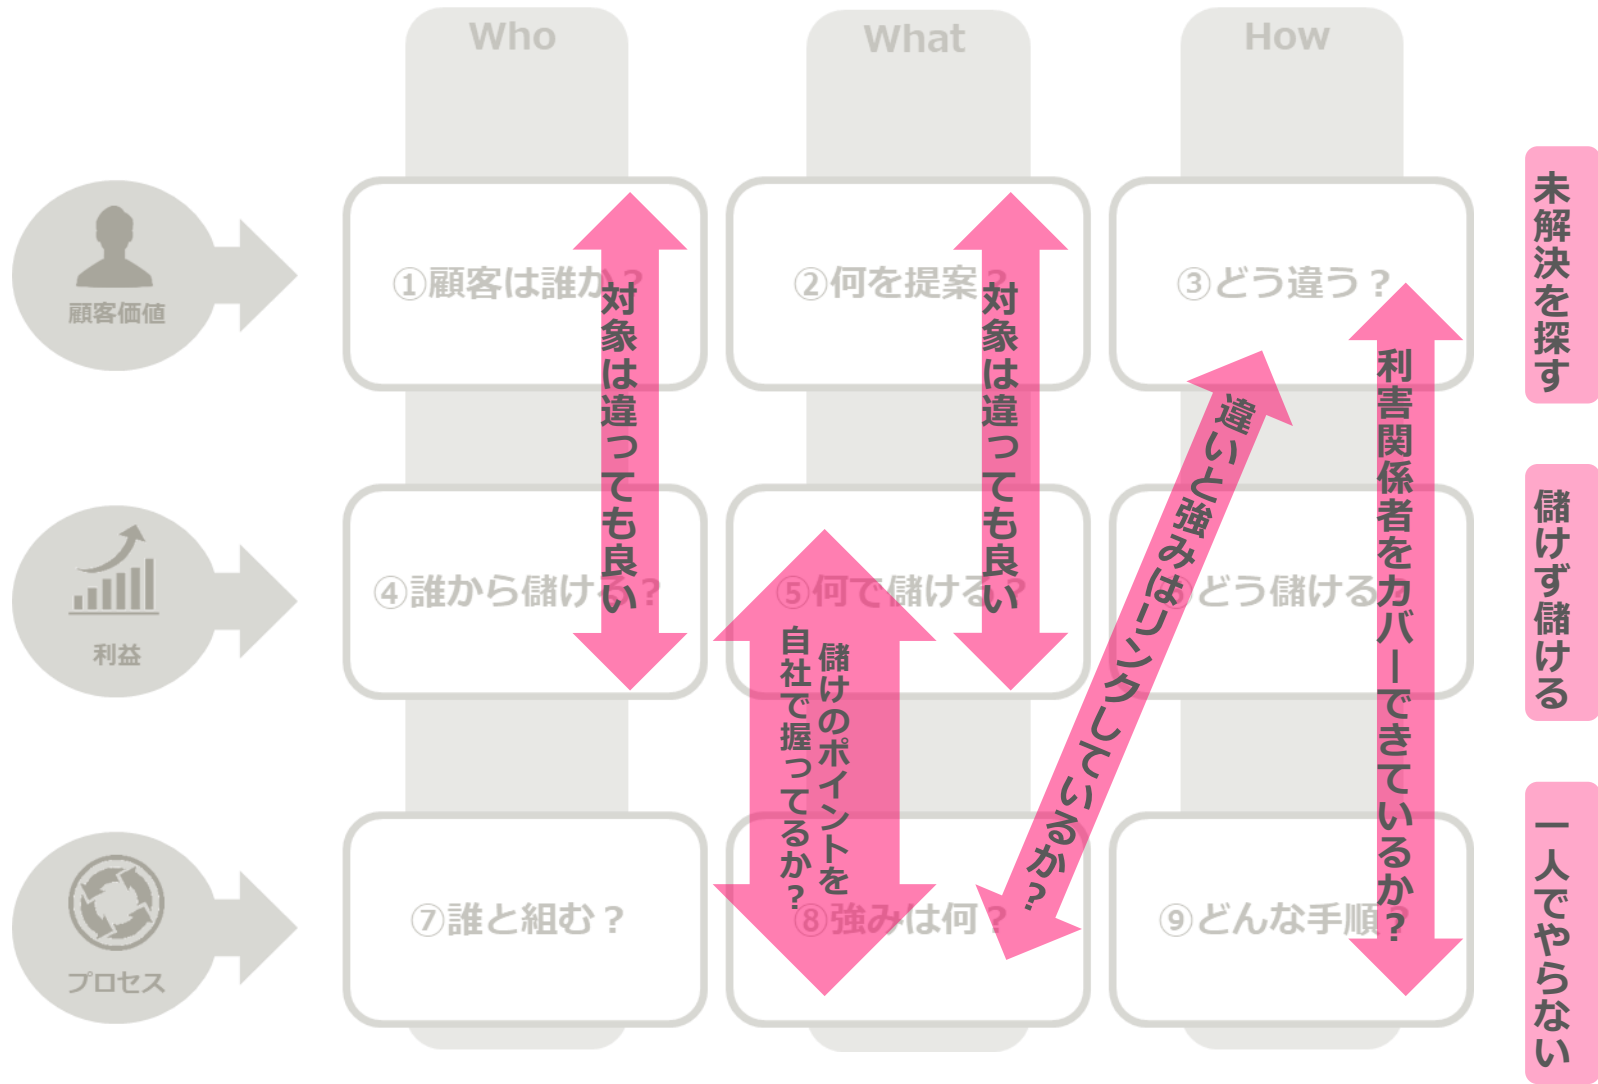 Who
What
How
顧客価値
①顧客は誰か？
②何を提案？
③どう違う？
利益
④誰から儲ける？
⑤何で儲ける？
⑥どう儲ける？
プロセス
⑦誰と組む？
⑧強みは何？
⑨どんな手順？
対象は違っても良い
対象は違っても良い
儲けのポイントを
自社で握ってるか？
違いと強みはリンクしているか？
利害関係者をカバーできているか？
未解決を探す
儲けず儲ける
一人でやらない